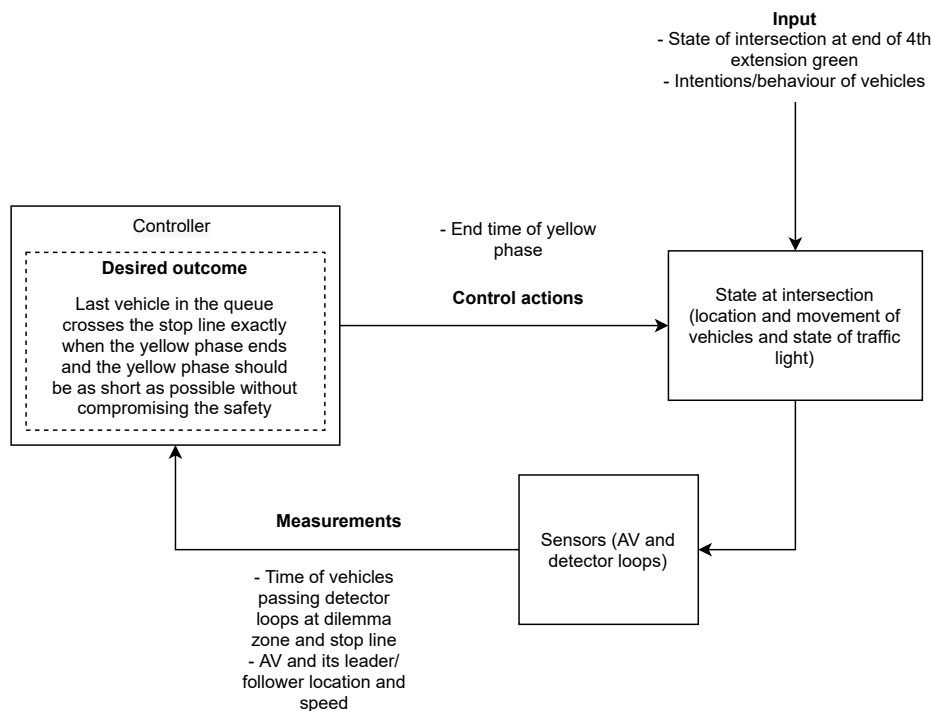 Input
- State of intersection at end of 4th
extension green
- Intentions/behaviour of vehicles
Controller
Desired outcome
Last vehicle in the queue
crosses the stop line exactly
when the yellow phase ends
and the yellow phase should
be as short as possible without
compromising the safety
- End time of yellow
phase
Control actions
State at intersection
(location and movement of
vehicles and state of traffic
light)
Sensors (AV and
detector loops)
Measurements
- Time of vehicles
passing detector
loops at dilemma
zone and stop line
- AV and its leader/
follower location and
speed